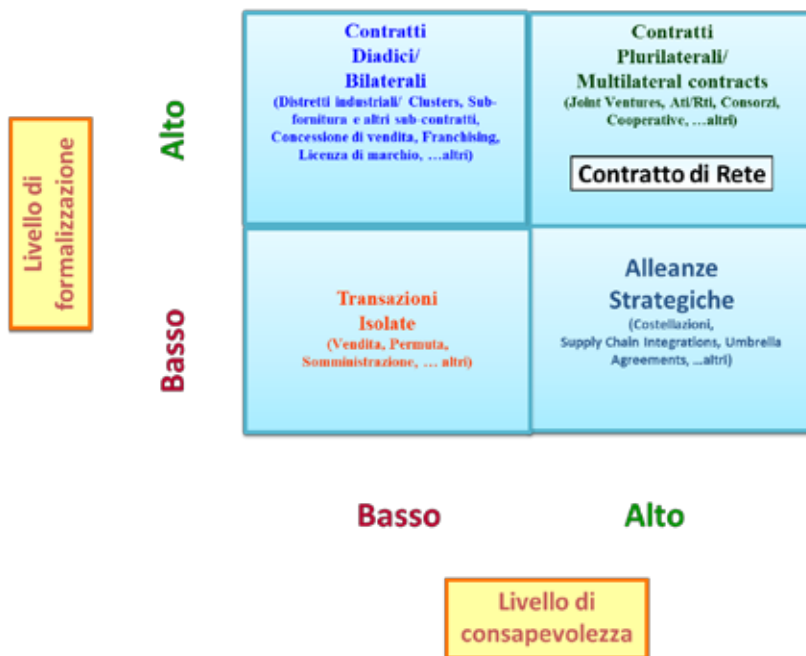 Contratti
Diadici/
Bilaterali
(Distretti industriali/ Clusters, Sub-
fornitura e altri sub-contratti,
Concessione di vendita, Franchising,
Licenza di marchio, …altri)
Contratti
Plurilaterali/
Multilateral contracts
(Joint Ventures, Ati/Rti, Consorzi,
Cooperative, …altri)
Contratto di Rete
Alto
Livello di
formalizzazione
Basso
Transazioni
Isolate
(Vendita, Permuta,
Somministrazione, … altri)
Alleanze
Strategiche
(Costellazioni,
Supply Chain Integrations, Umbrella
Agreements, …altri)
Basso
Alto
Livello di
consapevolezza